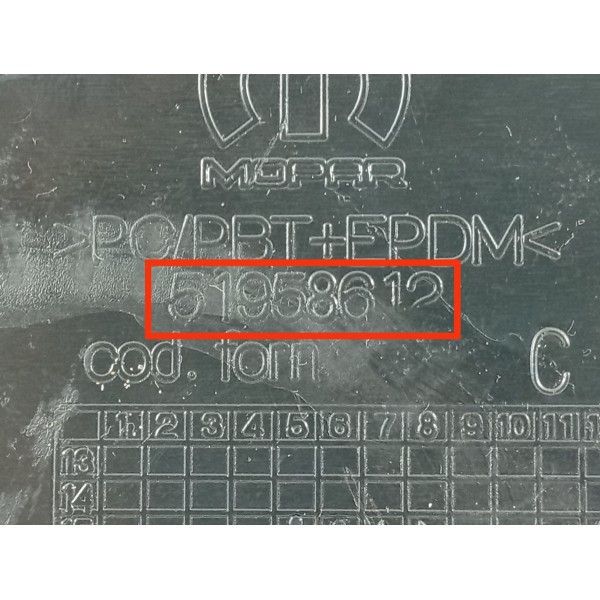 MOPAR
>PC/PBT+EPDM<
51958612
cod. forn C
1 2 3 4 5 6 7 8 9 10 11
13
14